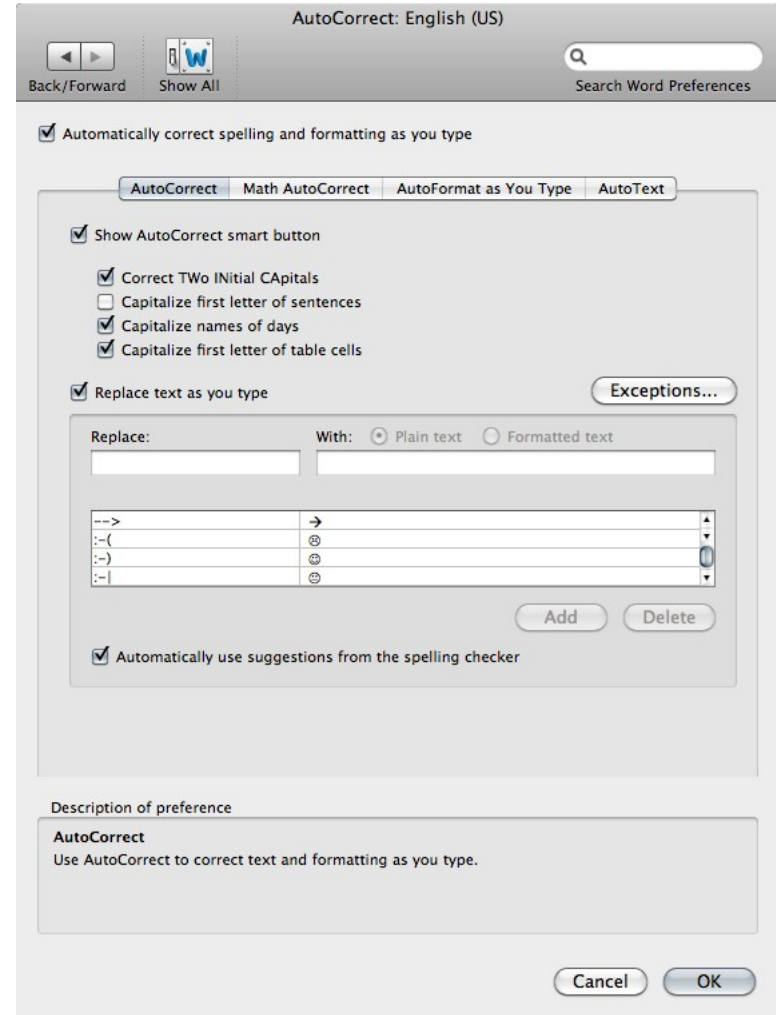 AutoCorrect: English (US)
Back/Forward Show All Search Word Preferences
Automatically correct spelling and formatting as you type
AutoCorrect Math AutoCorrect AutoFormat as You Type AutoText
Show AutoCorrect smart button
Correct TWo INitial CApitals
Capitalize first letter of sentences
Capitalize names of days
Capitalize first letter of table cells
Replace text as you type Exceptions...
Replace: With: Plain text Formatted text
--> →
:-( ☹
:-) ☺
:-| 😐
Add Delete
Automatically use suggestions from the spelling checker
Description of preference
AutoCorrect
Use AutoCorrect to correct text and formatting as you type.
Cancel OK